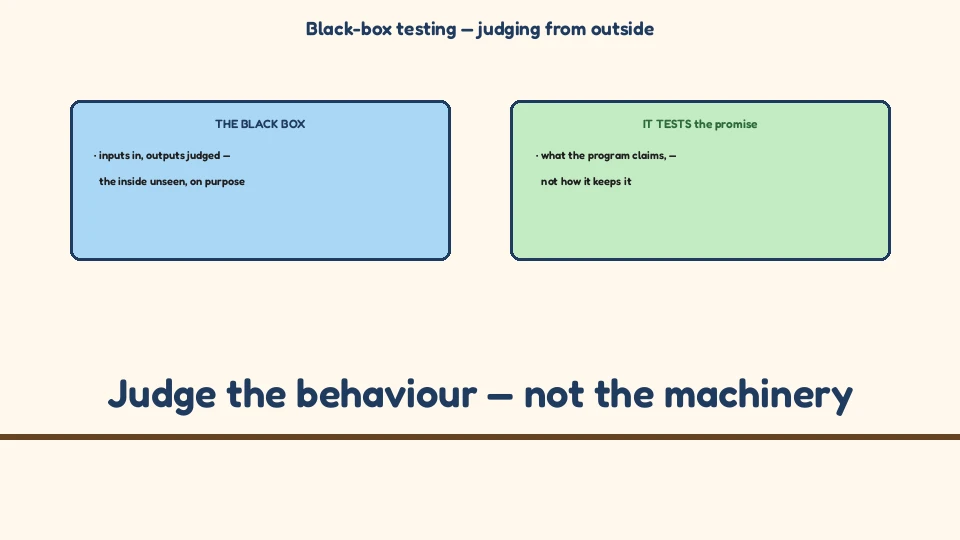 Black-box testing — judging from outside
THE BLACK BOX
· inputs in, outputs judged —
the inside unseen, on purpose
IT TESTS the promise
· what the program claims, —
not how it keeps it
Judge the behaviour — not the machinery